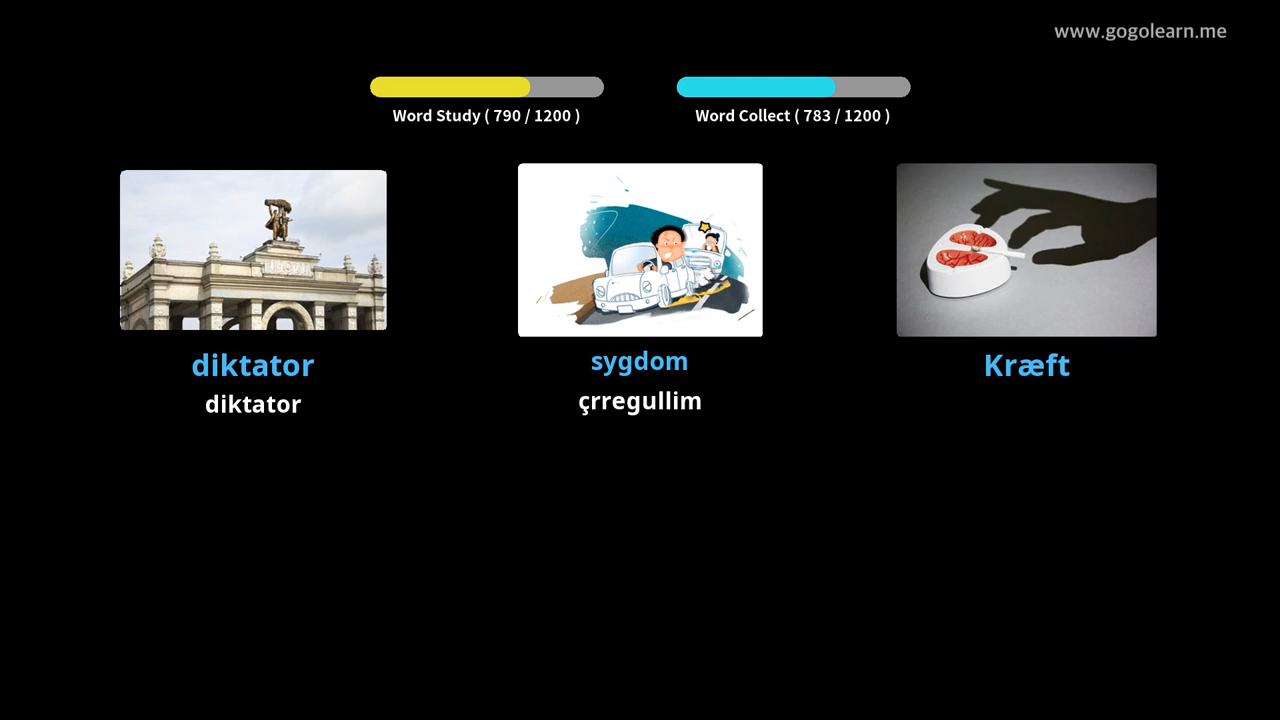 www.gogolearn.me
Word Study ( 790 / 1200 )
Word Collect ( 783 / 1200 )
diktator
diktator
sygdom
çrregullim
Kræft